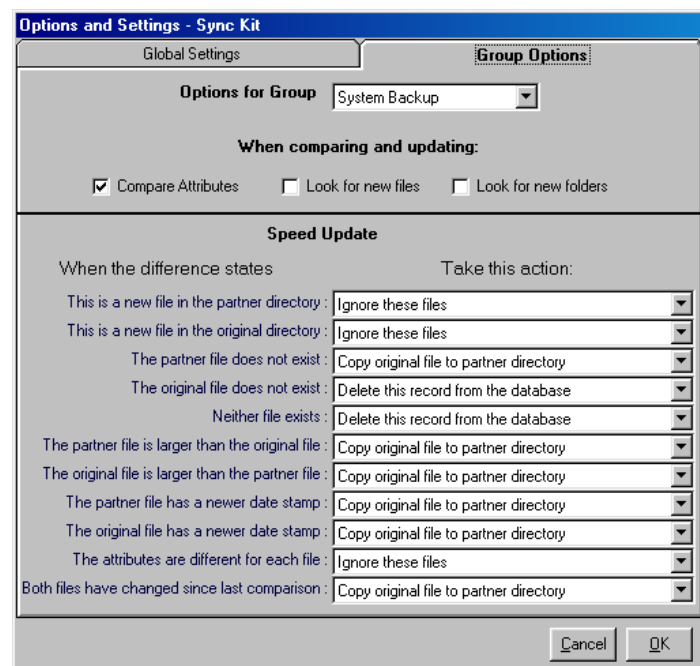 Options and Settings - Sync Kit
Global Settings
Group Options
Options for Group System Backup
When comparing and updating:
Compare Attributes Look for new files Look for new folders
Speed Update
When the difference states Take this action:
This is a new file in the partner directory : Ignore these files
This is a new file in the original directory : Ignore these files
The partner file does not exist : Copy original file to partner directory
The original file does not exist : Delete this record from the database
Neither file exists : Delete this record from the database
The partner file is larger than the original file : Copy original file to partner directory
The original file is larger than the partner file : Copy original file to partner directory
The partner file has a newer date stamp : Copy original file to partner directory
The original file has a newer date stamp : Copy original file to partner directory
The attributes are different for each file : Ignore these files
Both files have changed since last comparison : Copy original file to partner directory
Cancel OK